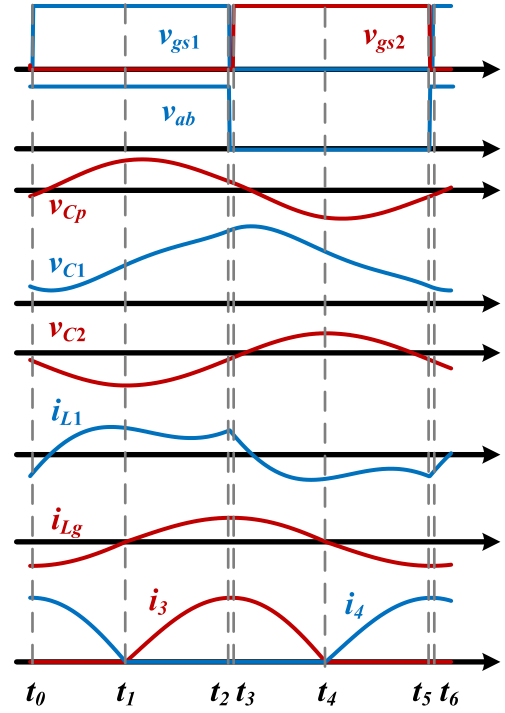 v_gs1 v_gs2
v_ab
v_Cp
v_C1
v_C2
i_L1
i_Lg
i_3 i_4
t_0 t_1 t_2 t_3 t_4 t_5 t_6